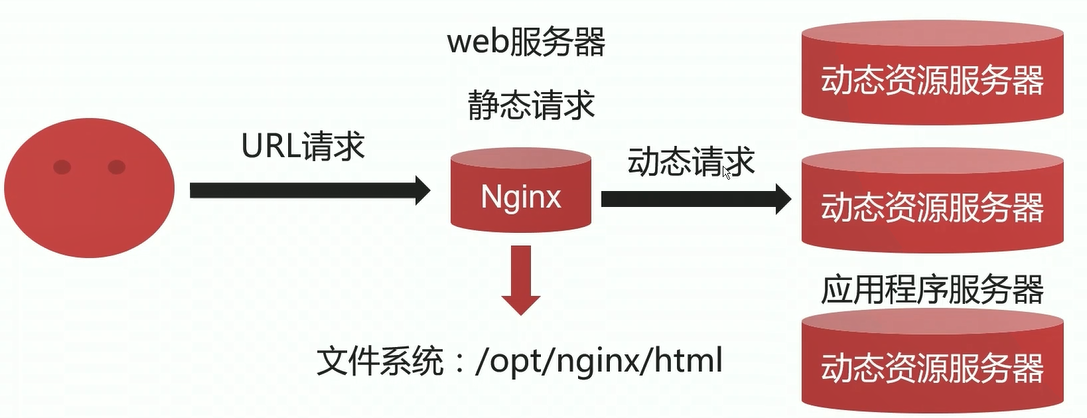 web服务器
静态请求
URL请求
Nginx
动态请求
文件系统：/opt/nginx/html
动态资源服务器
动态资源服务器
应用程序服务器
动态资源服务器